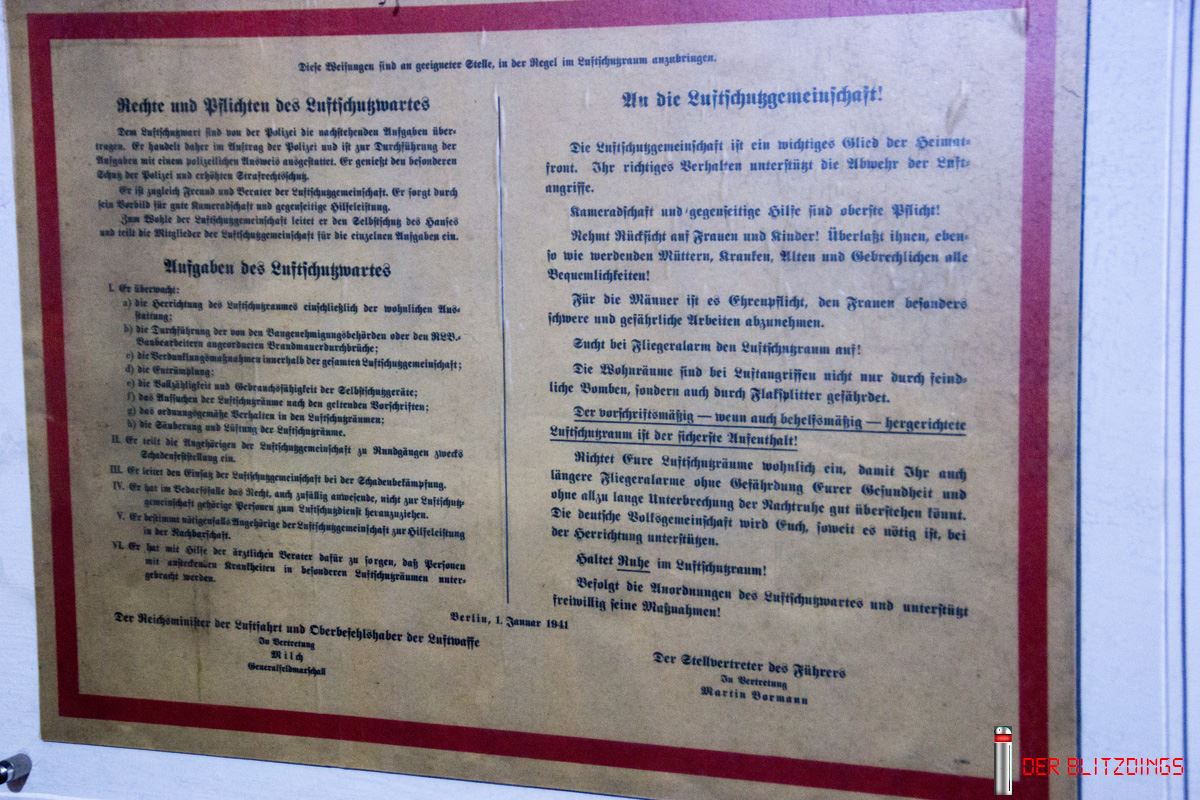 Diese Weisungen sind an geeigneter Stelle, in der Regel im Luftschutzraum anzubringen.
Rechte und Pflichten des Luftschutzwartes
Dem Luftschutzwart sind von der Polizei die nachstehenden Aufgaben über-
tragen. Er handelt daher im Auftrag der Polizei und ist zur Durchführung der
Aufgaben mit einem polizeilichen Ausweis ausgestattet. Er genießt den besonderen
Schutz der Polizei und erhöhten Strafrechtsschutz.
Er ist zugleich Freund und Berater der Luftschutzgemeinschaft. Er sorgt durch
sein Vorbild für gute Kameradschaft und gegenseitige Hilfeleistung.
Zum Wohle der Luftschutzgemeinschaft leitet er den Selbstschutz des Hauses
und teilt die Mitglieder der Luftschutzgemeinschaft für die einzelnen Aufgaben ein.
Aufgaben des Luftschutzwartes
I. Er überwacht:
a) die Herrichtung des Luftschutzraumes einschließlich der wohnlichen Aus-
stattung;
b) die Durchführung der von den Baugenehmigungsbehörden oder den RLB.-
Baubearbeitern angeordneten Brandmauerdurchbrüche;
c) die Verdunklungsmaßnahmen innerhalb der gesamten Luftschutzgemeinschaft;
d) die Entrümplung;
e) die Vollzähligkeit und Gebrauchsfähigkeit der Selbstschutzgeräte;
f) das Aufsuchen der Luftschutzräume nach den geltenden Vorschriften;
g) das ordnungsgemäße Verhalten in den Luftschutzräumen;
h) die Säuberung und Lüftung der Luftschutzräume.
II. Er teilt die Angehörigen der Luftschutzgemeinschaft zu Rundgängen zwecks
Schadenfeststellung ein.
III. Er leitet den Einsatz der Luftschutzgemeinschaft bei der Schadenbekämpfung.
IV. Er hat im Bedarfsfalle das Recht, auch zufällig anwesende, nicht zur Luftschutz-
gemeinschaft gehörige Personen zum Luftschutzdienst heranzuziehen.
V. Er bestimmt nötigenfalls Angehörige der Luftschutzgemeinschaft zur Hilfeleistung
in der Nachbarschaft.
VI. Er hat mit Hilfe der ärztlichen Berater dafür zu sorgen, daß Personen
mit ansteckenden Krankheiten in besonderen Luftschutzräumen unter-
gebracht werden.
An die Luftschutzgemeinschaft!
Die Luftschutzgemeinschaft ist ein wichtiges Glied der Heimat-
front. Ihr richtiges Verhalten unterstützt die Abwehr der Luft-
angriffe.
Kameradschaft und gegenseitige Hilfe sind oberste Pflicht!
Nehmt Rücksicht auf Frauen und Kinder! Überlaßt ihnen, eben-
so wie werdenden Müttern, Kranken, Alten und Gebrechlichen alle
Bequemlichkeiten!
Für die Männer ist es Ehrenpflicht, den Frauen besonders
schwere und gefährliche Arbeiten abzunehmen.
Sucht bei Fliegeralarm den Luftschutzraum auf!
Die Wohnräume sind bei Luftangriffen nicht nur durch feind-
liche Bomben, sondern auch durch Flaksplitter gefährdet.
Der vorschriftsmäßig — wenn auch behelfsmäßig — hergerichtete
Luftschutzraum ist der sicherste Aufenthalt!
Richtet Eure Luftschutzräume wohnlich ein, damit Ihr auch
längere Fliegeralarme ohne Gefährdung Eurer Gesundheit und
ohne allzu lange Unterbrechung der Nachtruhe gut überstehen könnt.
Die deutsche Volksgemeinschaft wird Euch, soweit es nötig ist, bei
der Herrichtung unterstützen.
Haltet Ruhe im Luftschutzraum!
Befolgt die Anordnungen des Luftschutzwartes und unterstützt
freiwillig seine Maßnahmen!
Berlin, 1. Januar 1941
Der Reichsminister der Luftfahrt und Oberbefehlshaber der Luftwaffe
In Vertretung
Milch
Generalfeldmarschall
Der Stellvertreter des Führers
In Vertretung
Martin Bormann
DER BLITZDINGS